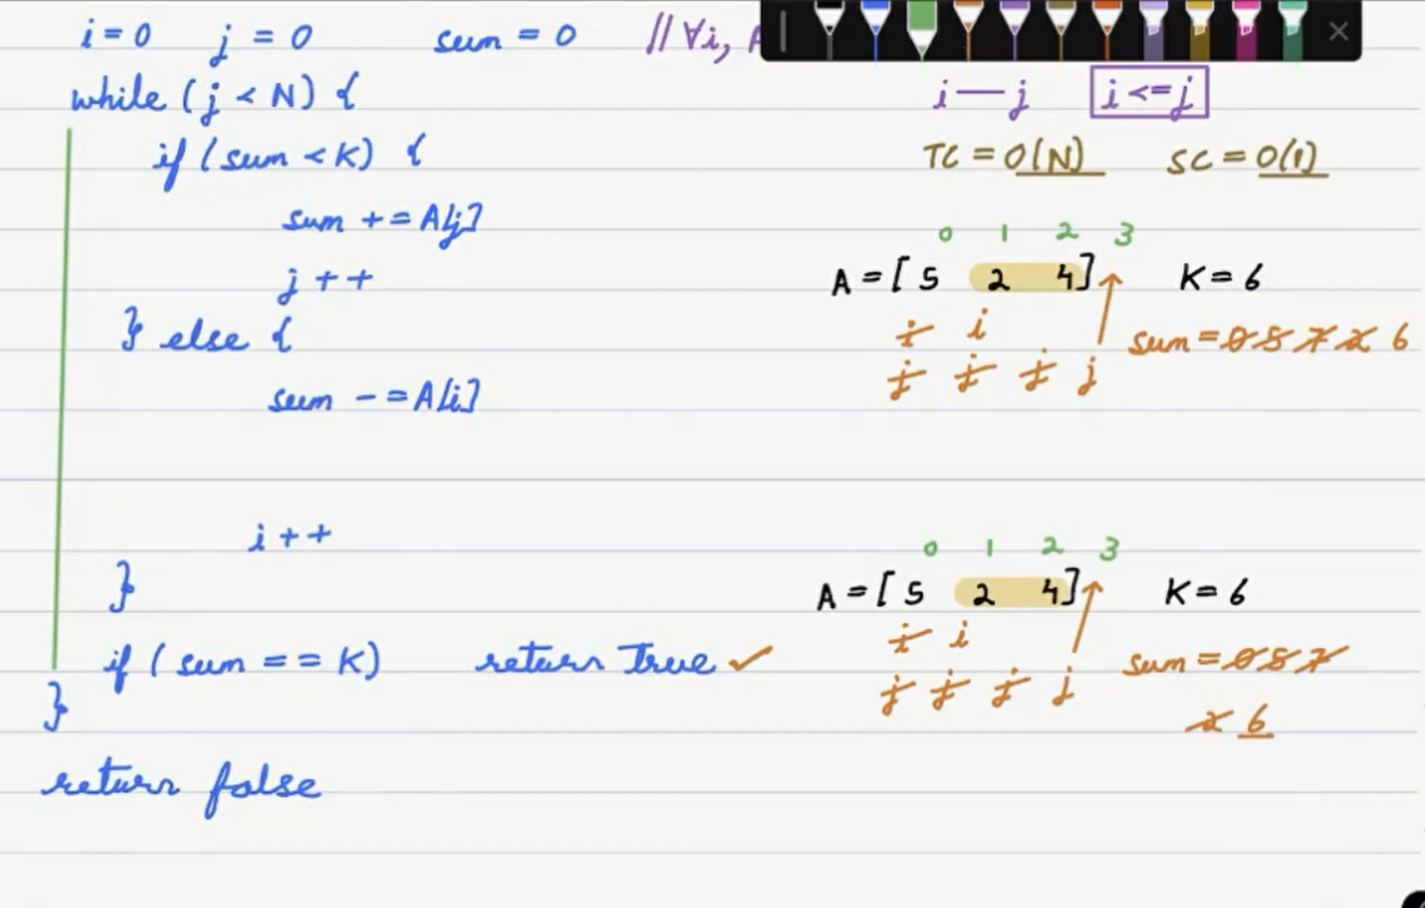 i = 0 j = 0 sum = 0 // ∀i,
while (j < N) {
i — j i <= j
if (sum < K) {
TC = O(N) SC = O(1)
sum += A[j]
0 1 2 3
j ++
A = [ 5 2 4 ] K = 6
} else {
i i
sum = 0 5 7 2 6
j j j j
sum -= A[i]
i ++
0 1 2 3
}
A = [ 5 2 4 ] K = 6
i i
if (sum == K) return True ✓
sum = 0 5 7
j j j j
}
2 6
return false